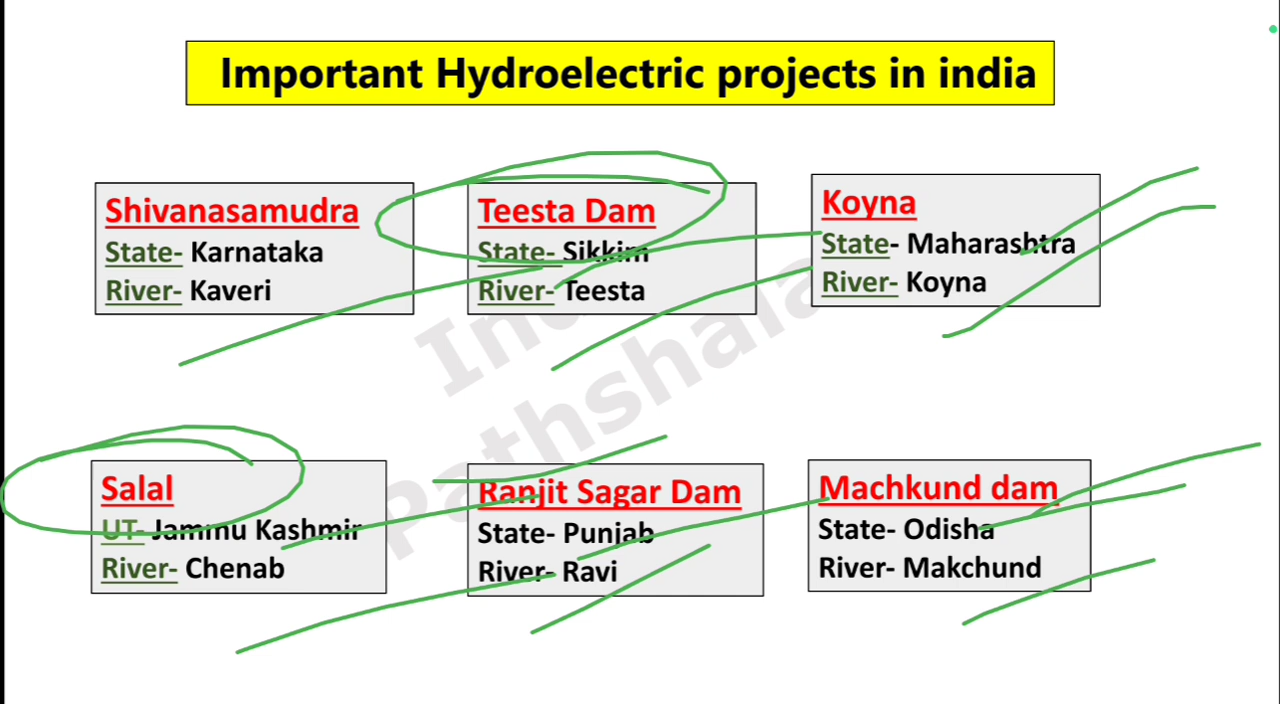 Important Hydroelectric projects in india
Shivanasamudra
State- Karnataka
River- Kaveri
Teesta Dam
State- Sikkim
River- Teesta
Koyna
State- Maharashtra
River- Koyna
Salal
UT- Jammu Kashmir
River- Chenab
Ranjit Sagar Dam
State- Punjab
River- Ravi
Machkund dam
State- Odisha
River- Makchund
Pathshala